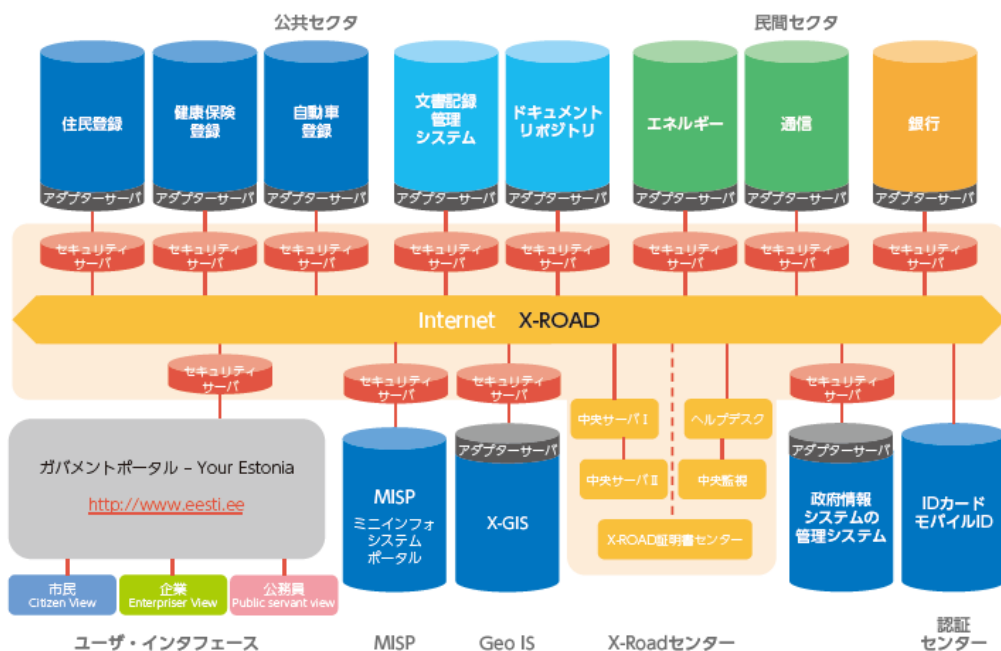 公共セクタ
民間セクタ
住民登録
健康保険
登録
自動車
登録
文書記録
管理
システム
ドキュメント
リポジトリ
エネルギー
通信
銀行
アダプターサーバ
アダプターサーバ
アダプターサーバ
アダプターサーバ
アダプターサーバ
アダプターサーバ
アダプターサーバ
アダプターサーバ
セキュリティ
サーバ
セキュリティ
サーバ
セキュリティ
サーバ
セキュリティ
サーバ
セキュリティ
サーバ
セキュリティ
サーバ
セキュリティ
サーバ
セキュリティ
サーバ
Internet X-ROAD
セキュリティ
サーバ
セキュリティ
サーバ
セキュリティ
サーバ
セキュリティ
サーバ
ガバメントポータル – Your Estonia
http://www.eesti.ee
市民
Citizen View
企業
Enterpriser View
公務員
Public servant view
MISP
ミニインフォ
システム
ポータル
アダプターサーバ
X-GIS
中央サーバ I
ヘルプデスク
中央サーバ II
中央監視
X-ROAD証明書センター
アダプターサーバ
政府情報
システムの
管理システム
IDカード
モバイルID
ユーザ・インタフェース
MISP
Geo IS
X-Roadセンター
認証
センター